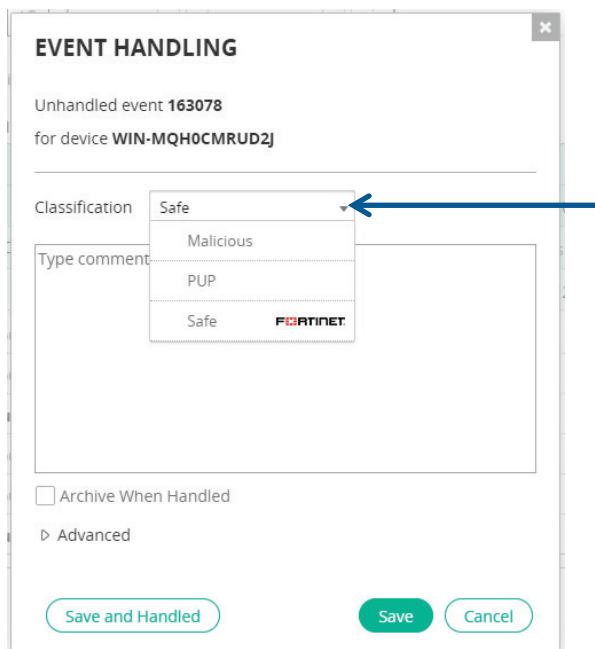 EVENT HANDLING
Unhandled event 163078
for device WIN-MQH0CMRUD2J
Classification Safe
Malicious
Type comment
PUP
Safe FORTINET
Archive When Handled
Advanced
Save and Handled Save Cancel